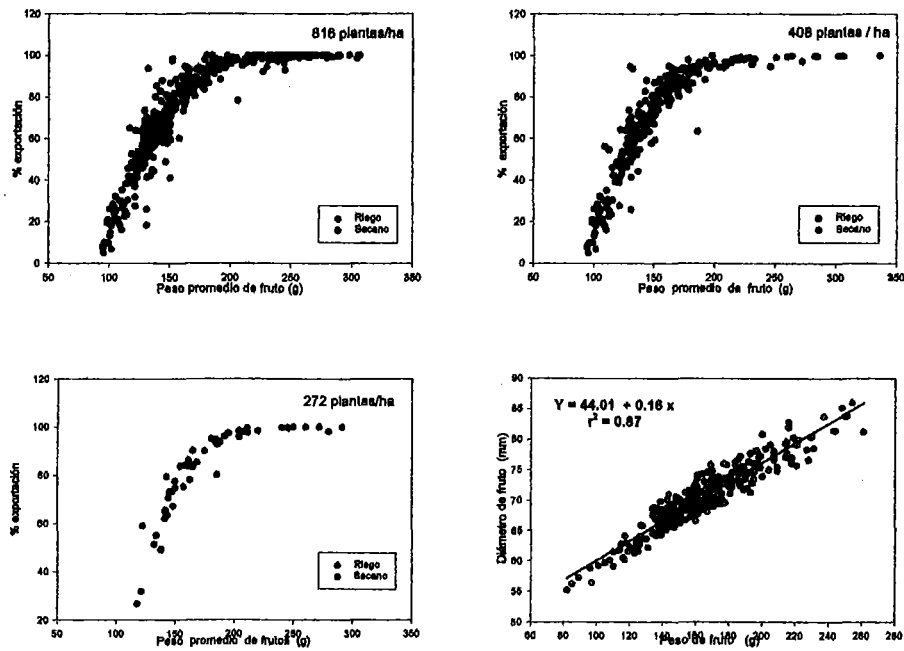 816 plantas/ha
120
100
80
60
40
20
0
% exportación
Riego
Secano
50 100 150 200 250 300 350
Peso promedio de fruto (g)
408 plantas / ha
120
100
80
60
40
20
0
% exportación
Riego
Secano
50 100 150 200 250 300 350
Peso promedio de fruto (g)
272 plantas/ha
120
100
80
60
40
20
% exportación
Riego
Secano
50 100 150 200 250 300 350
Peso promedio de frutos (g)
Y = 44.01 + 0.16 x
r² = 0.87
90
85
80
75
70
65
60
55
50
Diámetro de fruto (mm)
60 80 100 120 140 160 180 200 220 240 260 280
Peso de fruto (g)